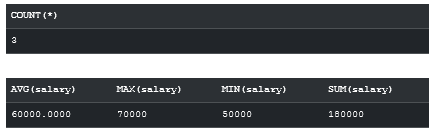 COUNT(*)
3
AVG(salary) MAX(salary) MIN(salary) SUM(salary)
60000.0000 70000 50000 180000